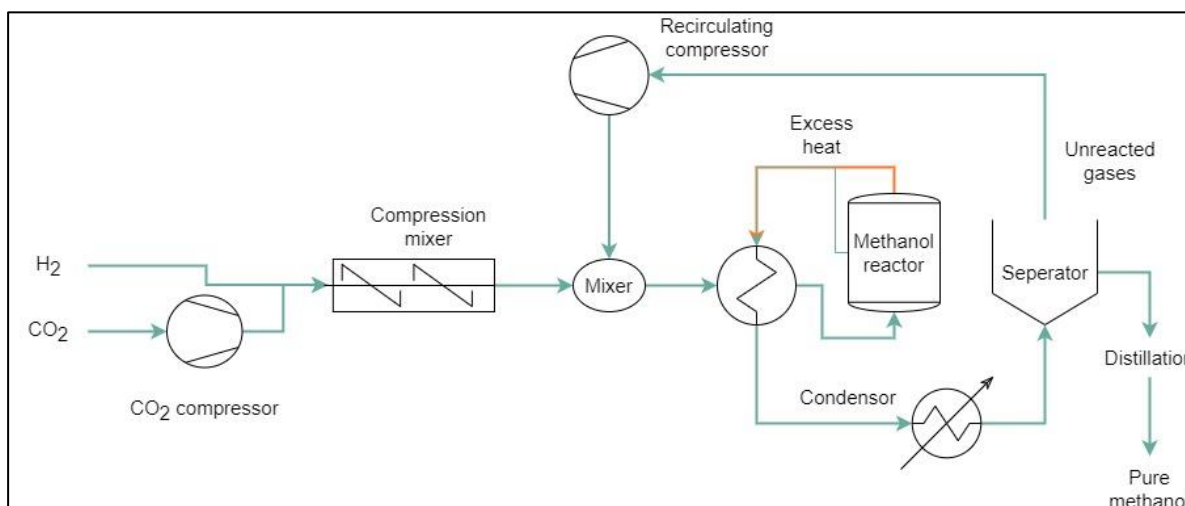 Recirculating
compressor
Excess
heat
Unreacted
gases
Compression
mixer
H2
Methanol
reactor
Mixer
Seperator
CO2
Distillation
Condensor
CO2 compressor
Pure
methanol